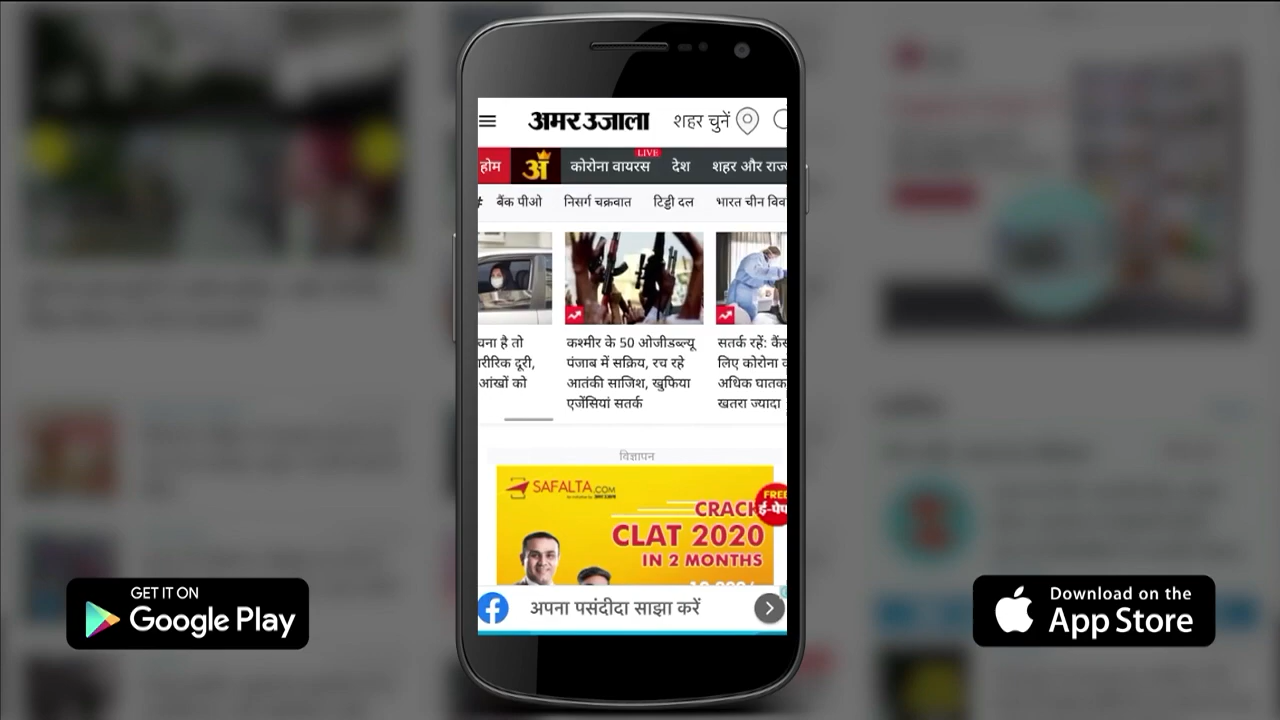 अमर उजाला शहर चुनें
होम अ कोरोना वायरस LIVE देश शहर और राज्
# बैंक पीओ निसर्ग चक्रवात टिड्डी दल भारत चीन विवा
चना है तो
ारीरिक दूरी,
आंखों को
कश्मीर के 50 ओजीडब्ल्यू
पंजाब में सक्रिय, रच रहे
आतंकी साजिश, खुफिया
एजेंसियां सतर्क
सतर्क रहें: कैंस
लिए कोरोना व
अधिक घातक
खतरा ज्यादा
विज्ञापन
SAFALTA.COM
CRACK
CLAT 2020
IN 2 MONTHS
FREE
ई-पेप
अपना पसंदीदा साझा करें
GET IT ON
Google Play
Download on the
App Store